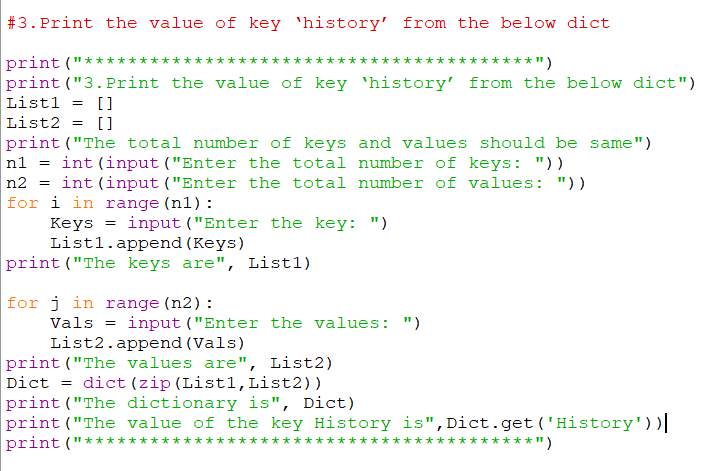 #3.Print the value of key ‘history’ from the below dict
print("*****************************************")
print("3.Print the value of key ‘history’ from the below dict")
List1 = []
List2 = []
print("The total number of keys and values should be same")
n1 = int(input("Enter the total number of keys: "))
n2 = int(input("Enter the total number of values: "))
for i in range(n1):
    Keys = input("Enter the key: ")
    List1.append(Keys)
print("The keys are", List1)
for j in range(n2):
    Vals = input("Enter the values: ")
    List2.append(Vals)
print("The values are", List2)
Dict = dict(zip(List1,List2))
print("The dictionary is", Dict)
print("The value of the key History is",Dict.get('History'))
print("*****************************************")